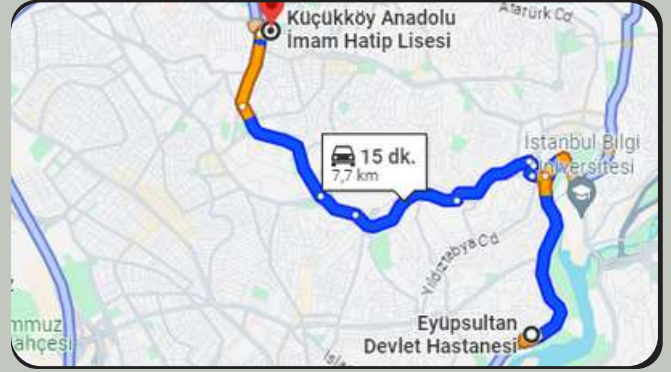 Atatürk Cd.
Küçükköy Anadolu
İmam Hatip Lisesi
İstanbul Bilgi
Üniversitesi
15 dk.
7,7 km
Yıldıztabya Cd.
Eyüpsultan
Devlet Hastanesi
mmuz
ahçesi